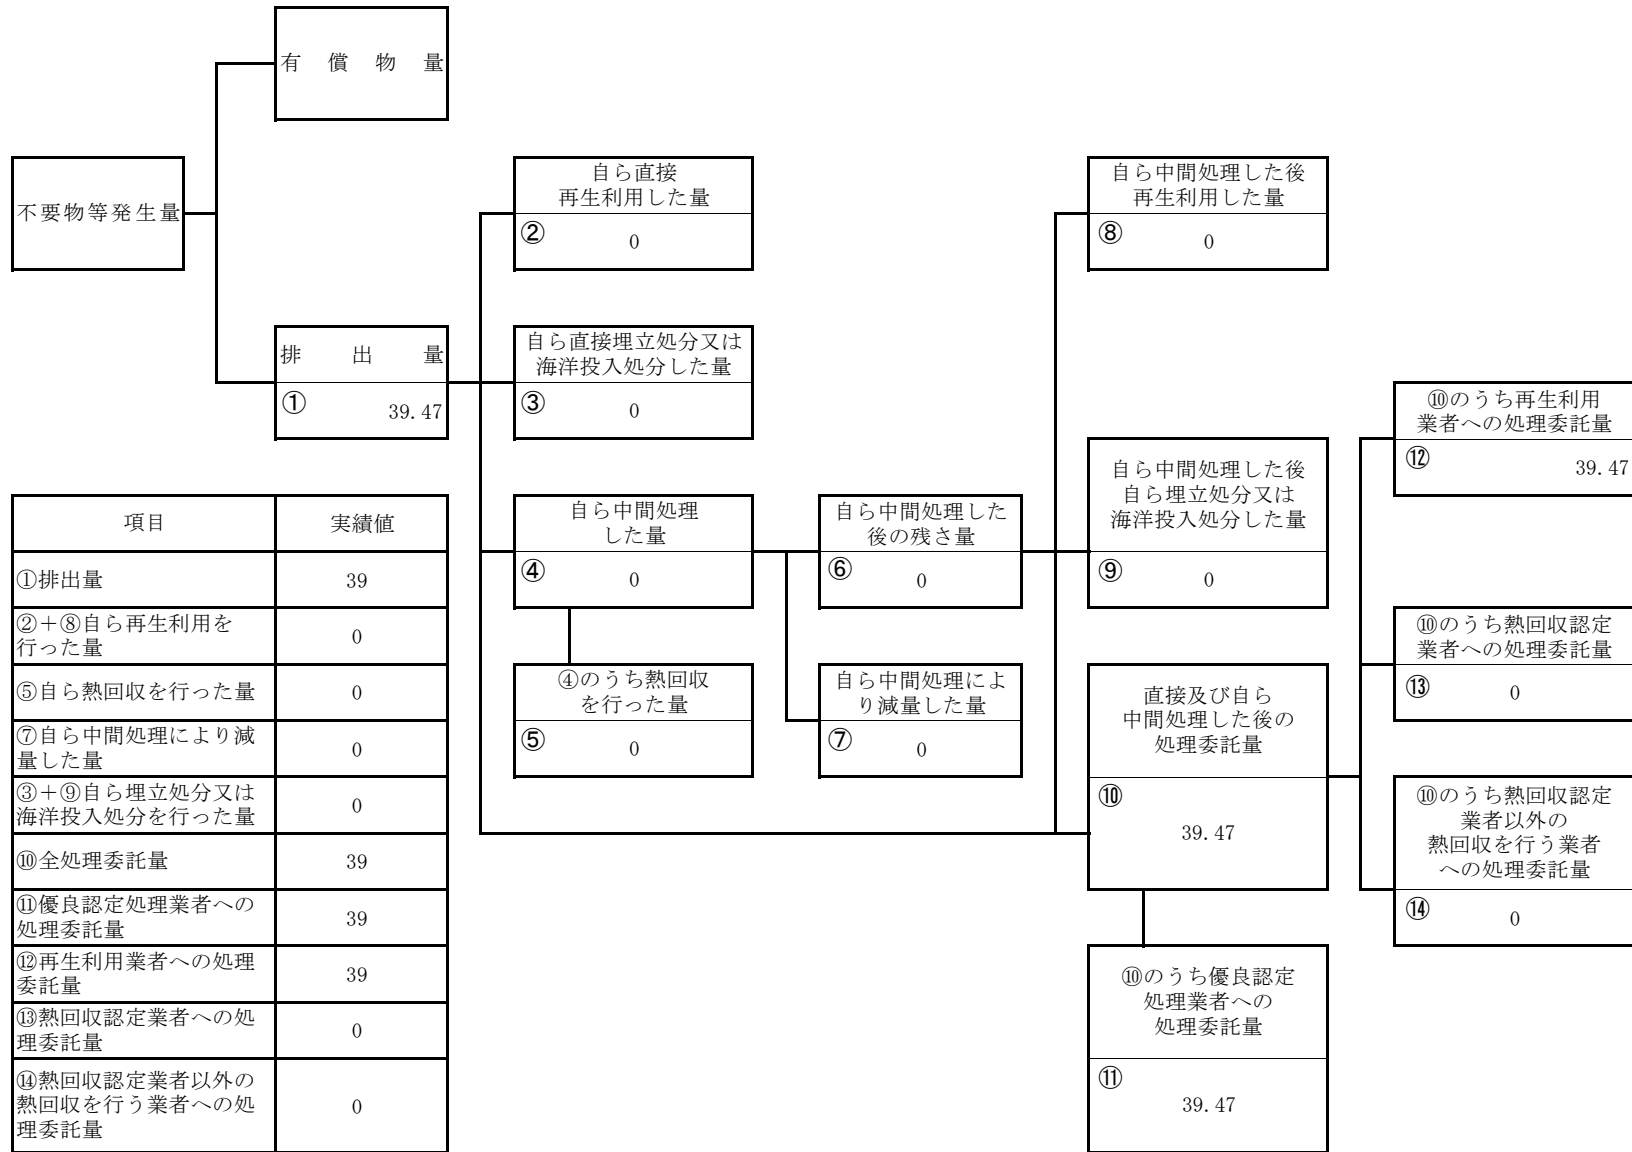 有償物量
不要物等発生量
排出量
① 39.47
自ら直接
再生利用した量
② 0
自ら直接埋立処分又は
海洋投入処分した量
③ 0
自ら中間処理
した量
④ 0
④のうち熱回収
を行った量
⑤ 0
自ら中間処理した
後の残さ量
⑥ 0
自ら中間処理によ
り減量した量
⑦ 0
自ら中間処理した後
再生利用した量
⑧ 0
自ら中間処理した後
自ら埋立処分又は
海洋投入処分した量
⑨ 0
直接及び自ら
中間処理した後の
処理委託量
⑩
39.47
⑩のうち優良認定
処理業者への
処理委託量
⑪
39.47
⑩のうち再生利用
業者への処理委託量
⑫ 39.47
⑩のうち熱回収認定
業者への処理委託量
⑬ 0
⑩のうち熱回収認定
業者以外の
熱回収を行う業者
への処理委託量
⑭ 0
項目 実績値
①排出量 39
②+⑧自ら再生利用を
行った量 0
⑤自ら熱回収を行った量 0
⑦自ら中間処理により減
量した量 0
③+⑨自ら埋立処分又は
海洋投入処分を行った量 0
⑩全処理委託量 39
⑪優良認定処理業者への
処理委託量 39
⑫再生利用業者への処理
委託量 39
⑬熱回収認定業者への処
理委託量 0
⑭熱回収認定業者以外の
熱回収を行う業者への処
理委託量 0